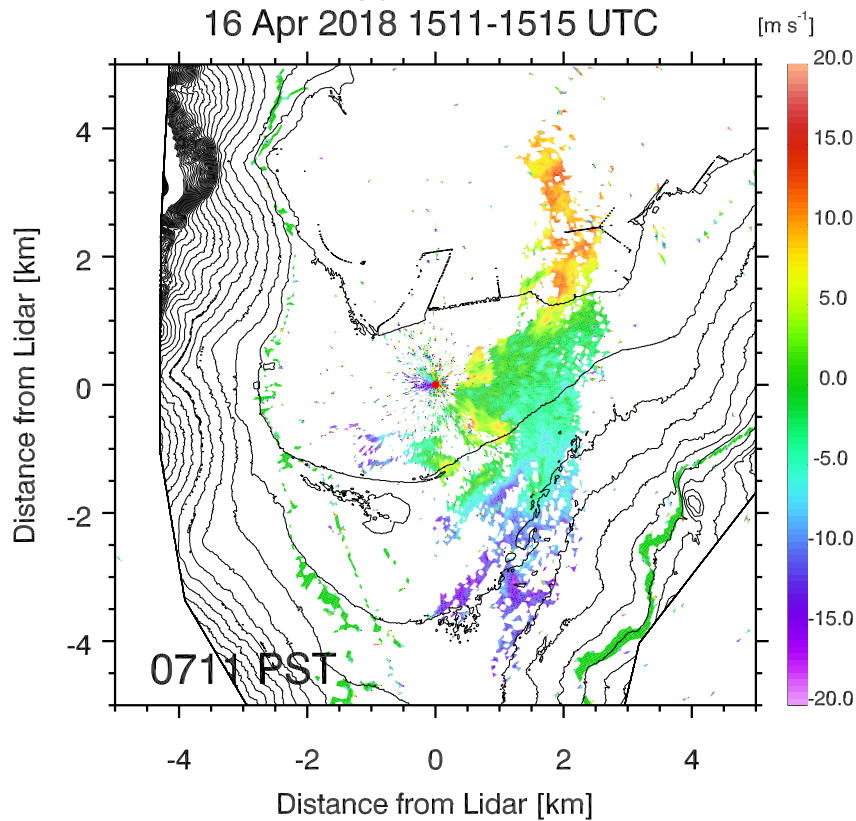 16 Apr 2018 1511-1515 UTC
[m s-1]
20.0
15.0
10.0
5.0
0.0
-5.0
-10.0
-15.0
-20.0
Distance from Lidar [km]
4
2
0
-2
-4
0711 PST
-4 -2 0 2 4
Distance from Lidar [km]